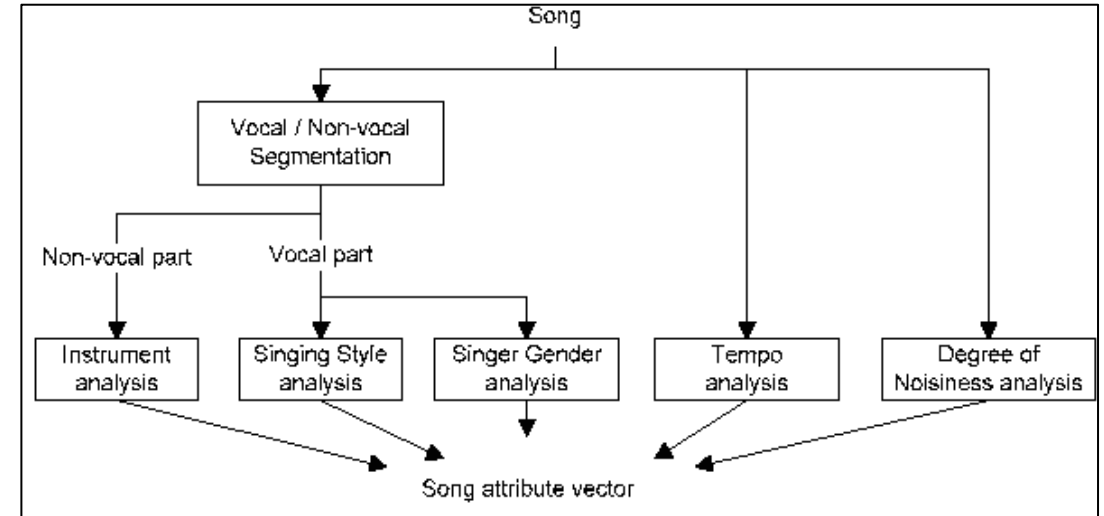 Song
Vocal / Non-vocal
Segmentation
Non-vocal part
Vocal part
Instrument
analysis
Singing Style
analysis
Singer Gender
analysis
Tempo
analysis
Degree of
Noisiness analysis
Song attribute vector